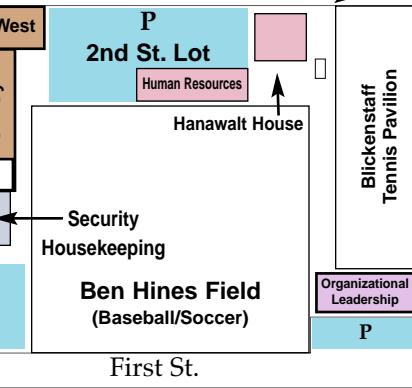 West
P
2nd St. Lot
Human Resources
Hanawalt House
Blickenstaff
Tennis Pavilion
Security
Housekeeping
Ben Hines Field
(Baseball/Soccer)
Organizational
Leadership
P
First St.